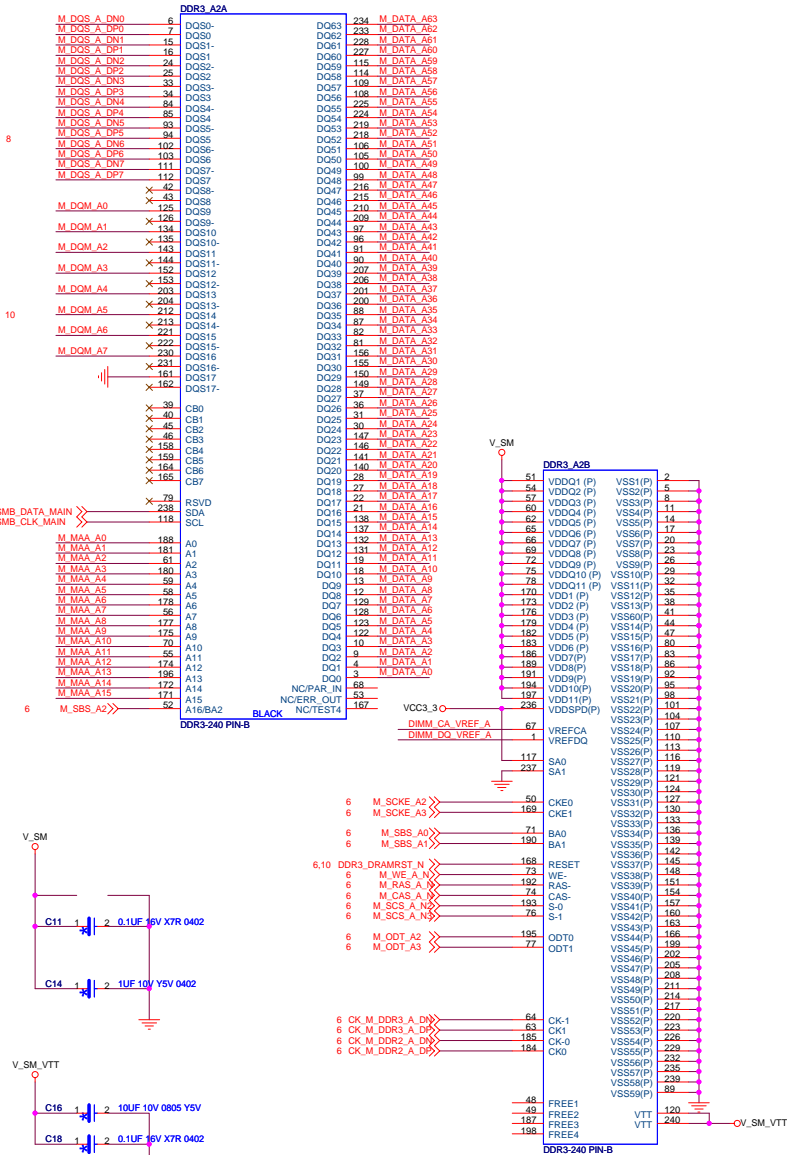 DDR3_A2A
M_DQS_A_DN0 6 DQS0-
M_DQS_A_DP0 7 DQS0
M_DQS_A_DN1 15 DQS1-
M_DQS_A_DP1 16 DQS1
M_DQS_A_DN2 24 DQS2-
M_DQS_A_DP2 25 DQS2
M_DQS_A_DN3 33 DQS3-
M_DQS_A_DP3 34 DQS3
M_DQS_A_DN4 84 DQS4-
M_DQS_A_DP4 85 DQS4
M_DQS_A_DN5 93 DQS5-
8 M_DQS_A_DP5 94 DQS5
M_DQS_A_DN6 102 DQS6-
M_DQS_A_DP6 103 DQS6
M_DQS_A_DN7 111 DQS7-
M_DQS_A_DP7 112 DQS7
42 DQS8-
43 DQS8
M_DQM_A0 125 DQS9
126 DQS9-
M_DQM_A1 134 DQS10
135 DQS10-
M_DQM_A2 143 DQS11
144 DQS11-
M_DQM_A3 152 DQS12
153 DQS12-
M_DQM_A4 203 DQS13
204 DQS13-
10 M_DQM_A5 212 DQS14
213 DQS14-
M_DQM_A6 221 DQS15
222 DQS15-
M_DQM_A7 230 DQS16
231 DQS16-
161 DQS17
162 DQS17-
39 CB0
40 CB1
45 CB2
46 CB3
158 CB4
159 CB5
164 CB6
165 CB7
79 RSVD
SMB_DATA_MAIN 238 SDA
SMB_CLK_MAIN 118 SCL
M_MAA_A0 188 A0
M_MAA_A1 181 A1
M_MAA_A2 61 A2
M_MAA_A3 180 A3
M_MAA_A4 59 A4
M_MAA_A5 58 A5
M_MAA_A6 178 A6
M_MAA_A7 56 A7
M_MAA_A8 177 A8
M_MAA_A9 175 A9
M_MAA_A10 70 A10
M_MAA_A11 55 A11
M_MAA_A12 174 A12
M_MAA_A13 196 A13
M_MAA_A14 172 A14
M_MAA_A15 171 A15
6 M_SBS_A2 52 A16/BA2
DQ63 234 M_DATA_A63
DQ62 233 M_DATA_A62
DQ61 228 M_DATA_A61
DQ60 227 M_DATA_A60
DQ59 115 M_DATA_A59
DQ58 114 M_DATA_A58
DQ57 109 M_DATA_A57
DQ56 108 M_DATA_A56
DQ55 225 M_DATA_A55
DQ54 224 M_DATA_A54
DQ53 219 M_DATA_A53
DQ52 218 M_DATA_A52
DQ51 106 M_DATA_A51
DQ50 105 M_DATA_A50
DQ49 100 M_DATA_A49
DQ48 99 M_DATA_A48
DQ47 216 M_DATA_A47
DQ46 215 M_DATA_A46
DQ45 210 M_DATA_A45
DQ44 209 M_DATA_A44
DQ43 97 M_DATA_A43
DQ42 96 M_DATA_A42
DQ41 91 M_DATA_A41
DQ40 90 M_DATA_A40
DQ39 207 M_DATA_A39
DQ38 206 M_DATA_A38
DQ37 201 M_DATA_A37
DQ36 200 M_DATA_A36
DQ35 88 M_DATA_A35
DQ34 87 M_DATA_A34
DQ33 82 M_DATA_A33
DQ32 81 M_DATA_A32
DQ31 156 M_DATA_A31
DQ30 155 M_DATA_A30
DQ29 150 M_DATA_A29
DQ28 149 M_DATA_A28
DQ27 37 M_DATA_A27
DQ26 36 M_DATA_A26
DQ25 31 M_DATA_A25
DQ24 30 M_DATA_A24
DQ23 147 M_DATA_A23
DQ22 146 M_DATA_A22
DQ21 141 M_DATA_A21
DQ20 140 M_DATA_A20
DQ19 28 M_DATA_A19
DQ18 27 M_DATA_A18
DQ17 22 M_DATA_A17
DQ16 21 M_DATA_A16
DQ15 138 M_DATA_A15
DQ14 137 M_DATA_A14
DQ13 132 M_DATA_A13
DQ12 131 M_DATA_A12
DQ11 19 M_DATA_A11
DQ10 18 M_DATA_A10
DQ9 13 M_DATA_A9
DQ8 12 M_DATA_A8
DQ7 129 M_DATA_A7
DQ6 128 M_DATA_A6
DQ5 123 M_DATA_A5
DQ4 122 M_DATA_A4
DQ3 10 M_DATA_A3
DQ2 9 M_DATA_A2
DQ1 4 M_DATA_A1
DQ0 3 M_DATA_A0
NC/PAR_IN 68
NC/ERR_OUT 53
NC/TEST4 167
BLACK
DDR3-240 PIN-B
V_SM
DDR3_A2B
51 VDDQ1 (P)
54 VDDQ2 (P)
57 VDDQ3 (P)
60 VDDQ4 (P)
62 VDDQ5 (P)
65 VDDQ6 (P)
66 VDDQ7 (P)
69 VDDQ8 (P)
72 VDDQ9 (P)
75 VDDQ10 (P)
78 VDDQ11 (P)
170 VDD1 (P)
173 VDD2 (P)
176 VDD3 (P)
179 VDD4 (P)
182 VDD5 (P)
183 VDD6 (P)
186 VDD7(P)
189 VDD8(P)
191 VDD9(P)
194 VDD10(P)
197 VDD11(P)
VCC3_3 236 VDDSPD(P)
DIMM_CA_VREF_A 67 VREFCA
DIMM_DQ_VREF_A 1 VREFDQ
117 SA0
237 SA1
6 M_SCKE_A2 50 CKE0
6 M_SCKE_A3 169 CKE1
6 M_SBS_A0 71 BA0
6 M_SBS_A1 190 BA1
6,10 DDR3_DRAMRST_N 168 RESET
6 M_WE_A_N 73 WE-
6 M_RAS_A_N 192 RAS-
6 M_CAS_A_N 74 CAS-
6 M_SCS_A_N2 193 S-0
6 M_SCS_A_N3 76 S-1
6 M_ODT_A2 195 ODT0
6 M_ODT_A3 77 ODT1
6 CK_M_DDR3_A_DN 64 CK-1
6 CK_M_DDR3_A_DP 63 CK1
6 CK_M_DDR2_A_DN 185 CK-0
6 CK_M_DDR2_A_DP 184 CK0
48 FREE1
49 FREE2
187 FREE3
198 FREE4
VSS1(P) 2
VSS2(P) 5
VSS3(P) 8
VSS4(P) 11
VSS5(P) 14
VSS6(P) 17
VSS7(P) 20
VSS8(P) 23
VSS9(P) 26
VSS10(P) 29
VSS11(P) 32
VSS12(P) 35
VSS13(P) 38
VSS60(P) 41
VSS14(P) 44
VSS15(P) 47
VSS16(P) 80
VSS17(P) 83
VSS18(P) 86
VSS19(P) 92
VSS20(P) 95
VSS21(P) 98
VSS22(P) 101
VSS23(P) 104
VSS24(P) 107
VSS25(P) 110
VSS26(P) 113
VSS27(P) 116
VSS28(P) 119
VSS29(P) 121
VSS30(P) 124
VSS31(P) 127
VSS32(P) 130
VSS33(P) 133
VSS34(P) 136
VSS35(P) 139
VSS36(P) 142
VSS37(P) 145
VSS38(P) 148
VSS39(P) 151
VSS40(P) 154
VSS41(P) 157
VSS42(P) 160
VSS43(P) 163
VSS44(P) 166
VSS45(P) 199
VSS46(P) 202
VSS47(P) 205
VSS48(P) 208
VSS49(P) 211
VSS50(P) 214
VSS51(P) 217
VSS52(P) 220
VSS53(P) 223
VSS54(P) 226
VSS55(P) 229
VSS56(P) 232
VSS57(P) 235
VSS58(P) 239
VSS59(P) 89
VTT 120
VTT 240 V_SM_VTT
DDR3-240 PIN-B
V_SM
C11 1 2 0.1UF 16V X7R 0402
C14 1 2 1UF 10V Y5V 0402
V_SM_VTT
C16 1 2 10UF 10V 0805 Y5V
C18 1 2 0.1UF 16V X7R 0402